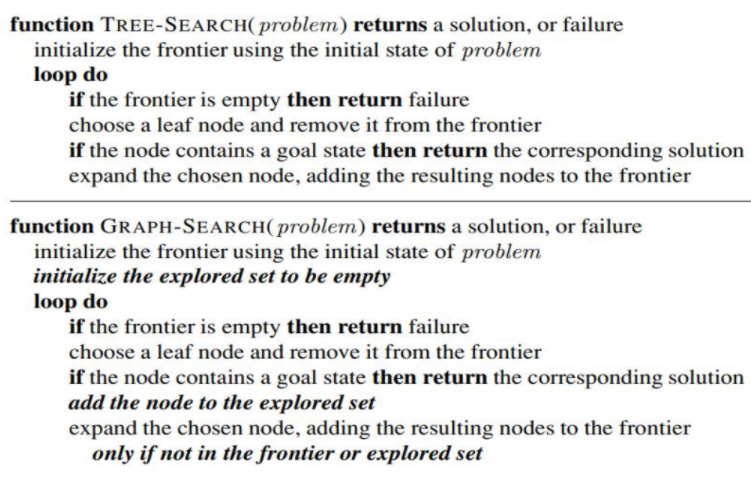 function TREE-SEARCH(problem) returns a solution, or failure
initialize the frontier using the initial state of problem
loop do
if the frontier is empty then return failure
choose a leaf node and remove it from the frontier
if the node contains a goal state then return the corresponding solution
expand the chosen node, adding the resulting nodes to the frontier
function GRAPH-SEARCH(problem) returns a solution, or failure
initialize the frontier using the initial state of problem
initialize the explored set to be empty
loop do
if the frontier is empty then return failure
choose a leaf node and remove it from the frontier
if the node contains a goal state then return the corresponding solution
add the node to the explored set
expand the chosen node, adding the resulting nodes to the frontier
only if not in the frontier or explored set